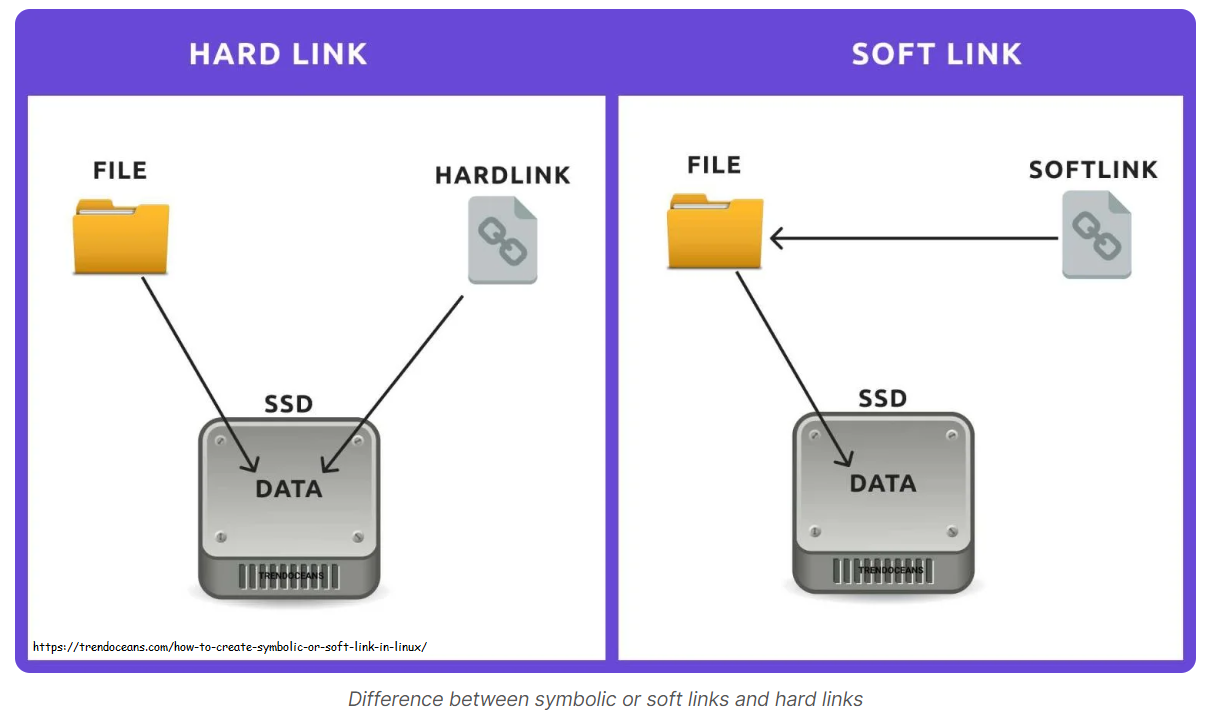 HARD LINK
SOFT LINK
FILE
HARDLINK
SSD
DATA
TRENDOCEANS
https://trendoceans.com/how-to-create-symbolic-or-soft-link-in-linux/
FILE
SOFTLINK
SSD
DATA
TRENDOCEANS
Difference between symbolic or soft links and hard links